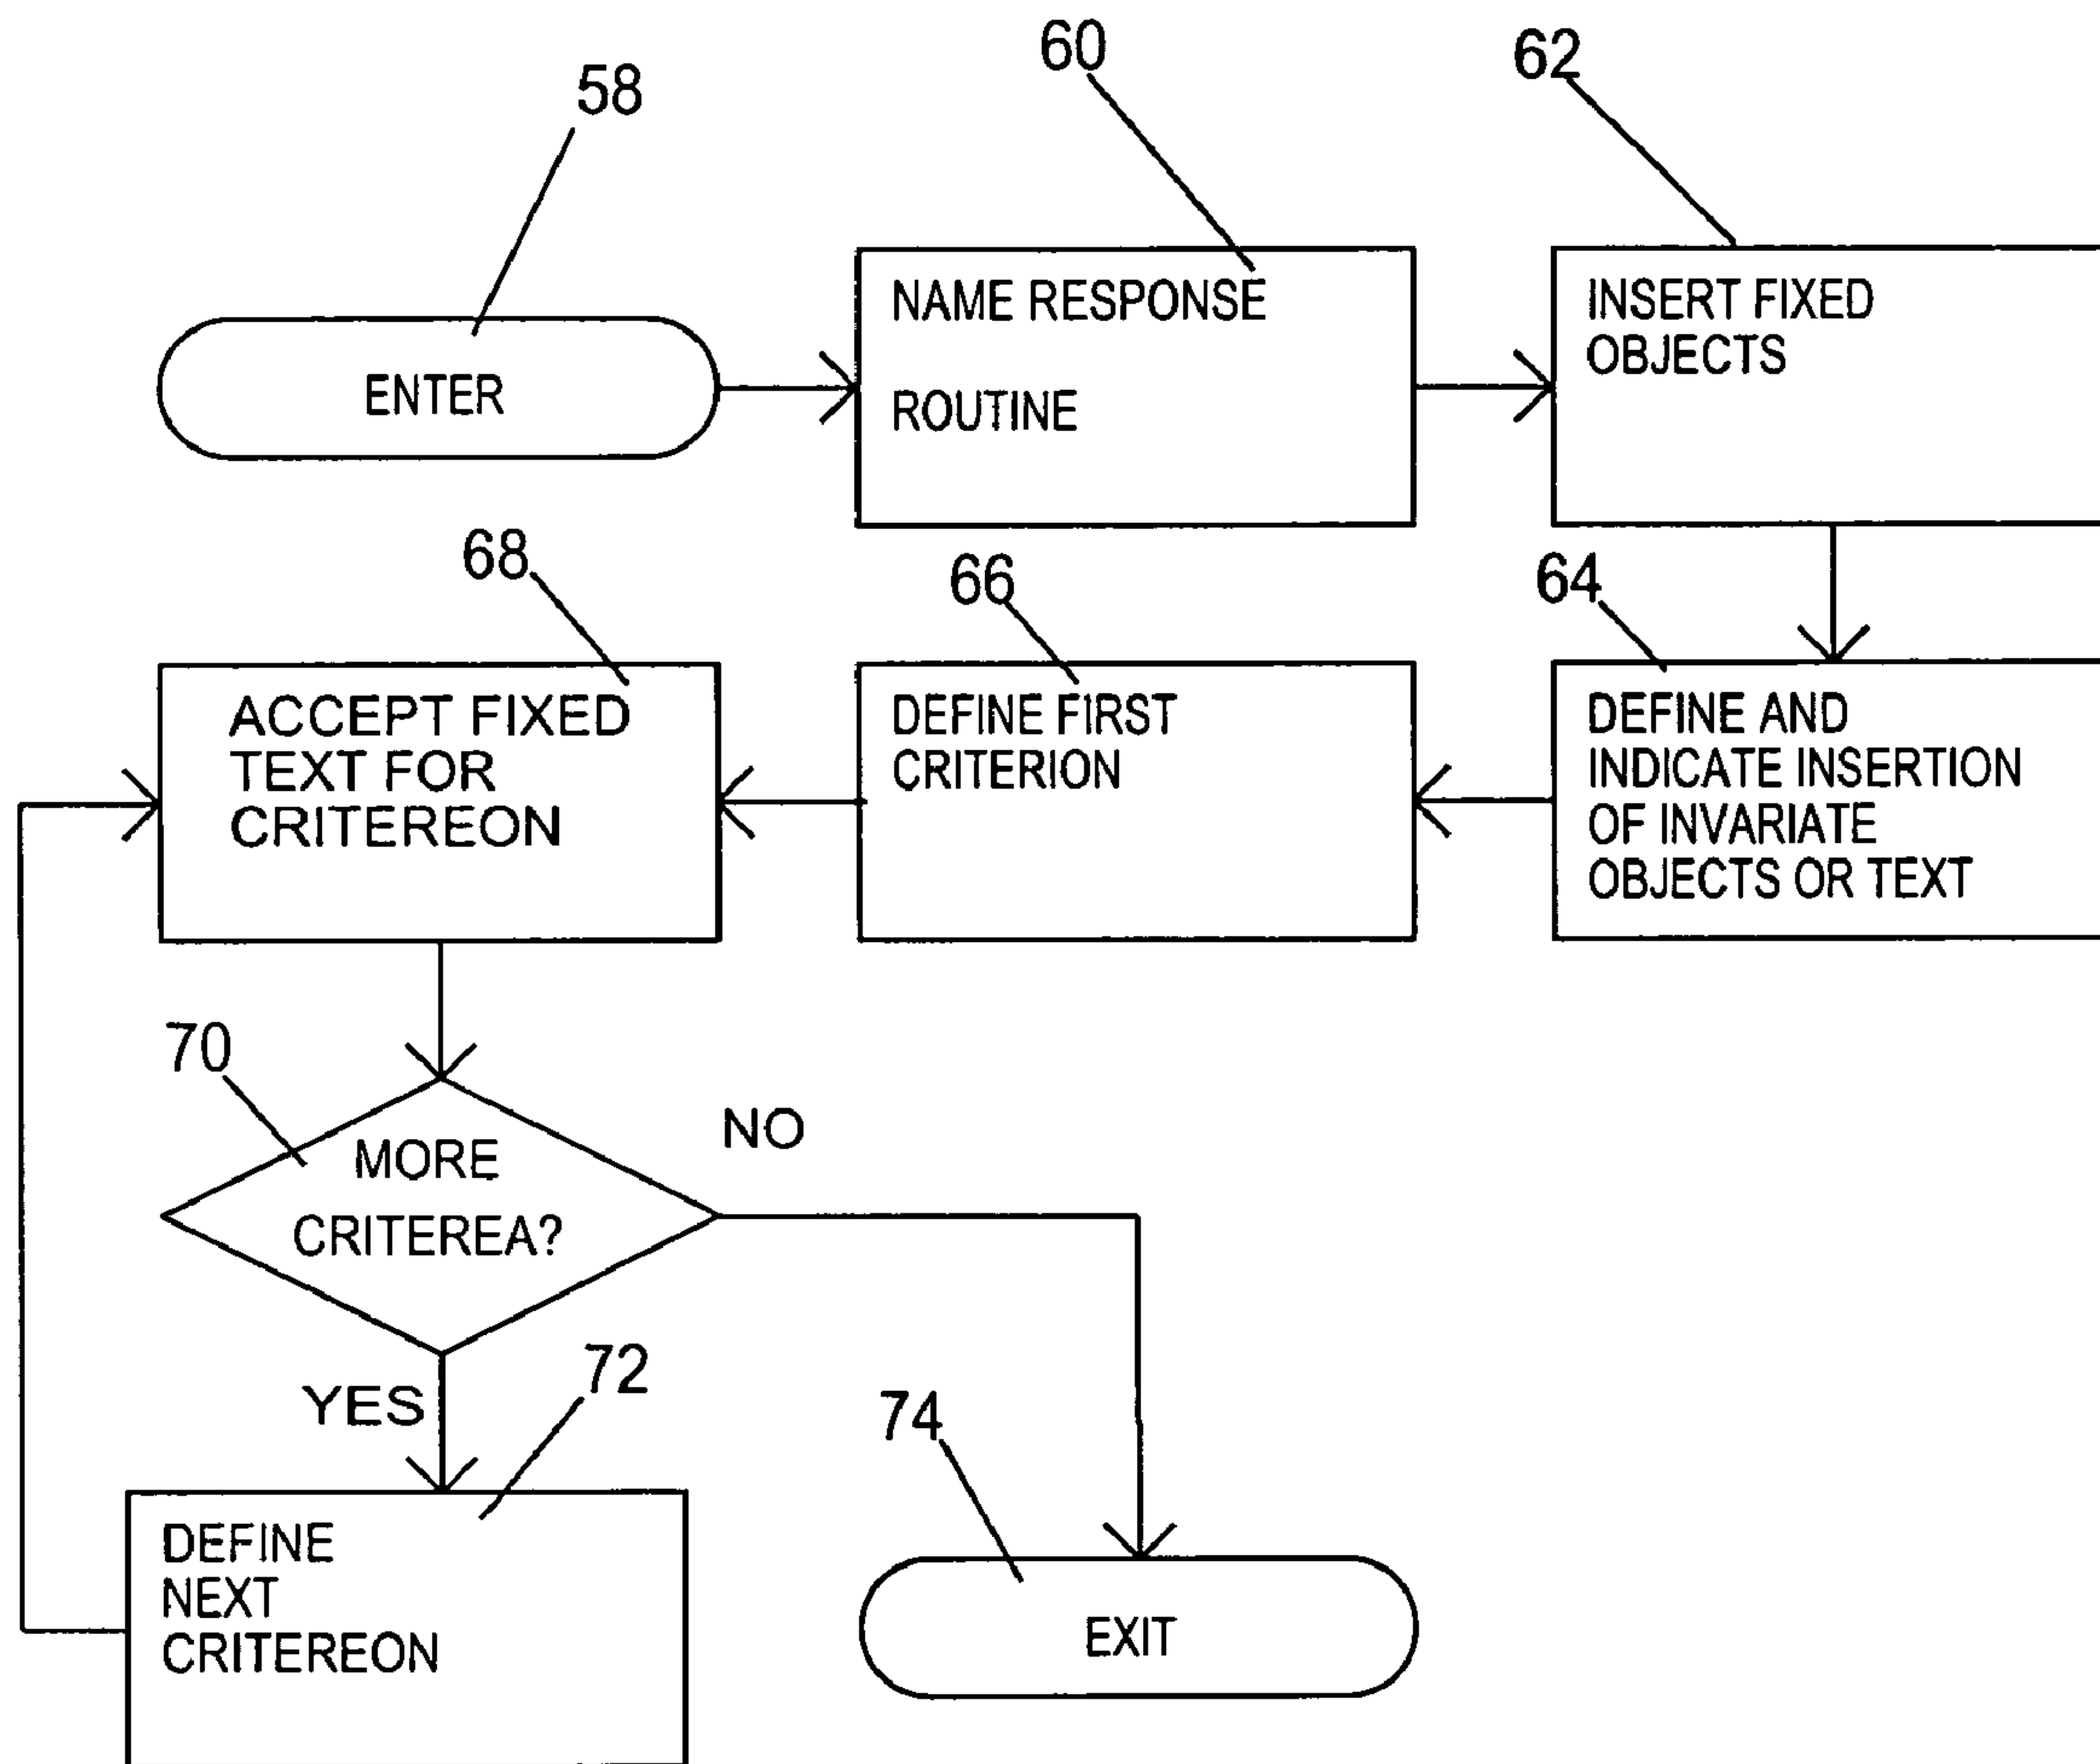 58
60
62
ENTER
NAME RESPONSE
ROUTINE
INSERT FIXED
OBJECTS
68
66
64
ACCEPT FIXED
TEXT FOR
CRITEREON
DEFINE FIRST
CRITERION
DEFINE AND
INDICATE INSERTION
OF INVARIATE
OBJECTS OR TEXT
70
MORE
CRITEREA?
NO
YES
72
74
DEFINE
NEXT
CRITEREON
EXIT